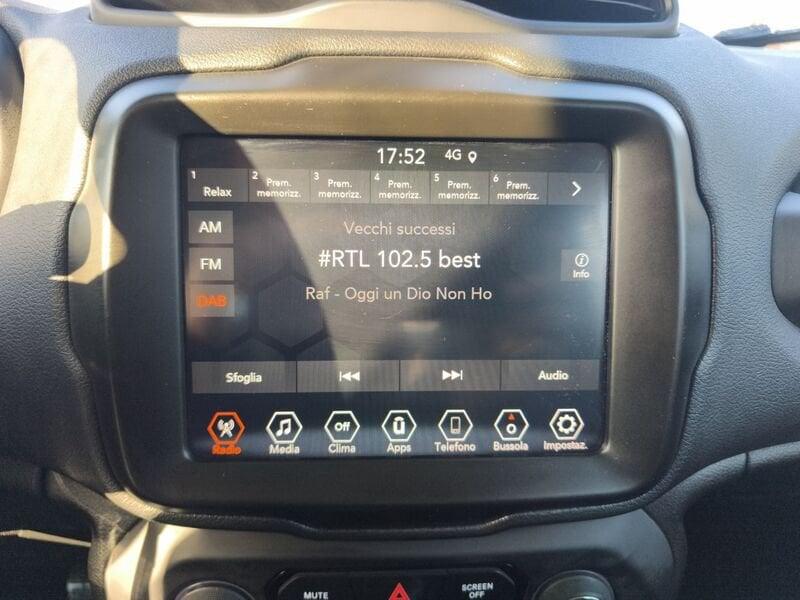 17:52 4G
1 Relax
2 Prem. memorizz.
3 Prem. memorizz.
4 Prem. memorizz.
5 Prem. memorizz.
6 Prem. memorizz.
AM
FM
DAB
Vecchi successi
#RTL 102.5 best
Raf - Oggi un Dio Non Ho
i Info
Sfoglia
Audio
Radio
Media
Off Clima
ū Apps
Telefono
Bussola
Impostaz.
MUTE
SCREEN
OFF